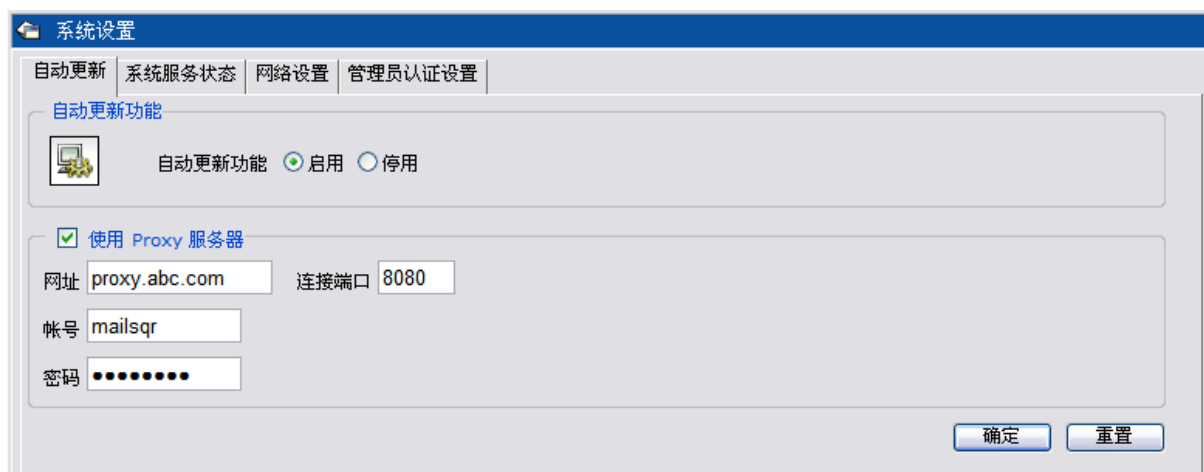 系统设置
自动更新 系统服务状态 网络设置 管理员认证设置
自动更新功能
自动更新功能 启用 停用
使用 Proxy 服务器
网址 proxy.abc.com 连接端口 8080
帐号 mailsqr
密码 ●●●●●●●●
确定 重置